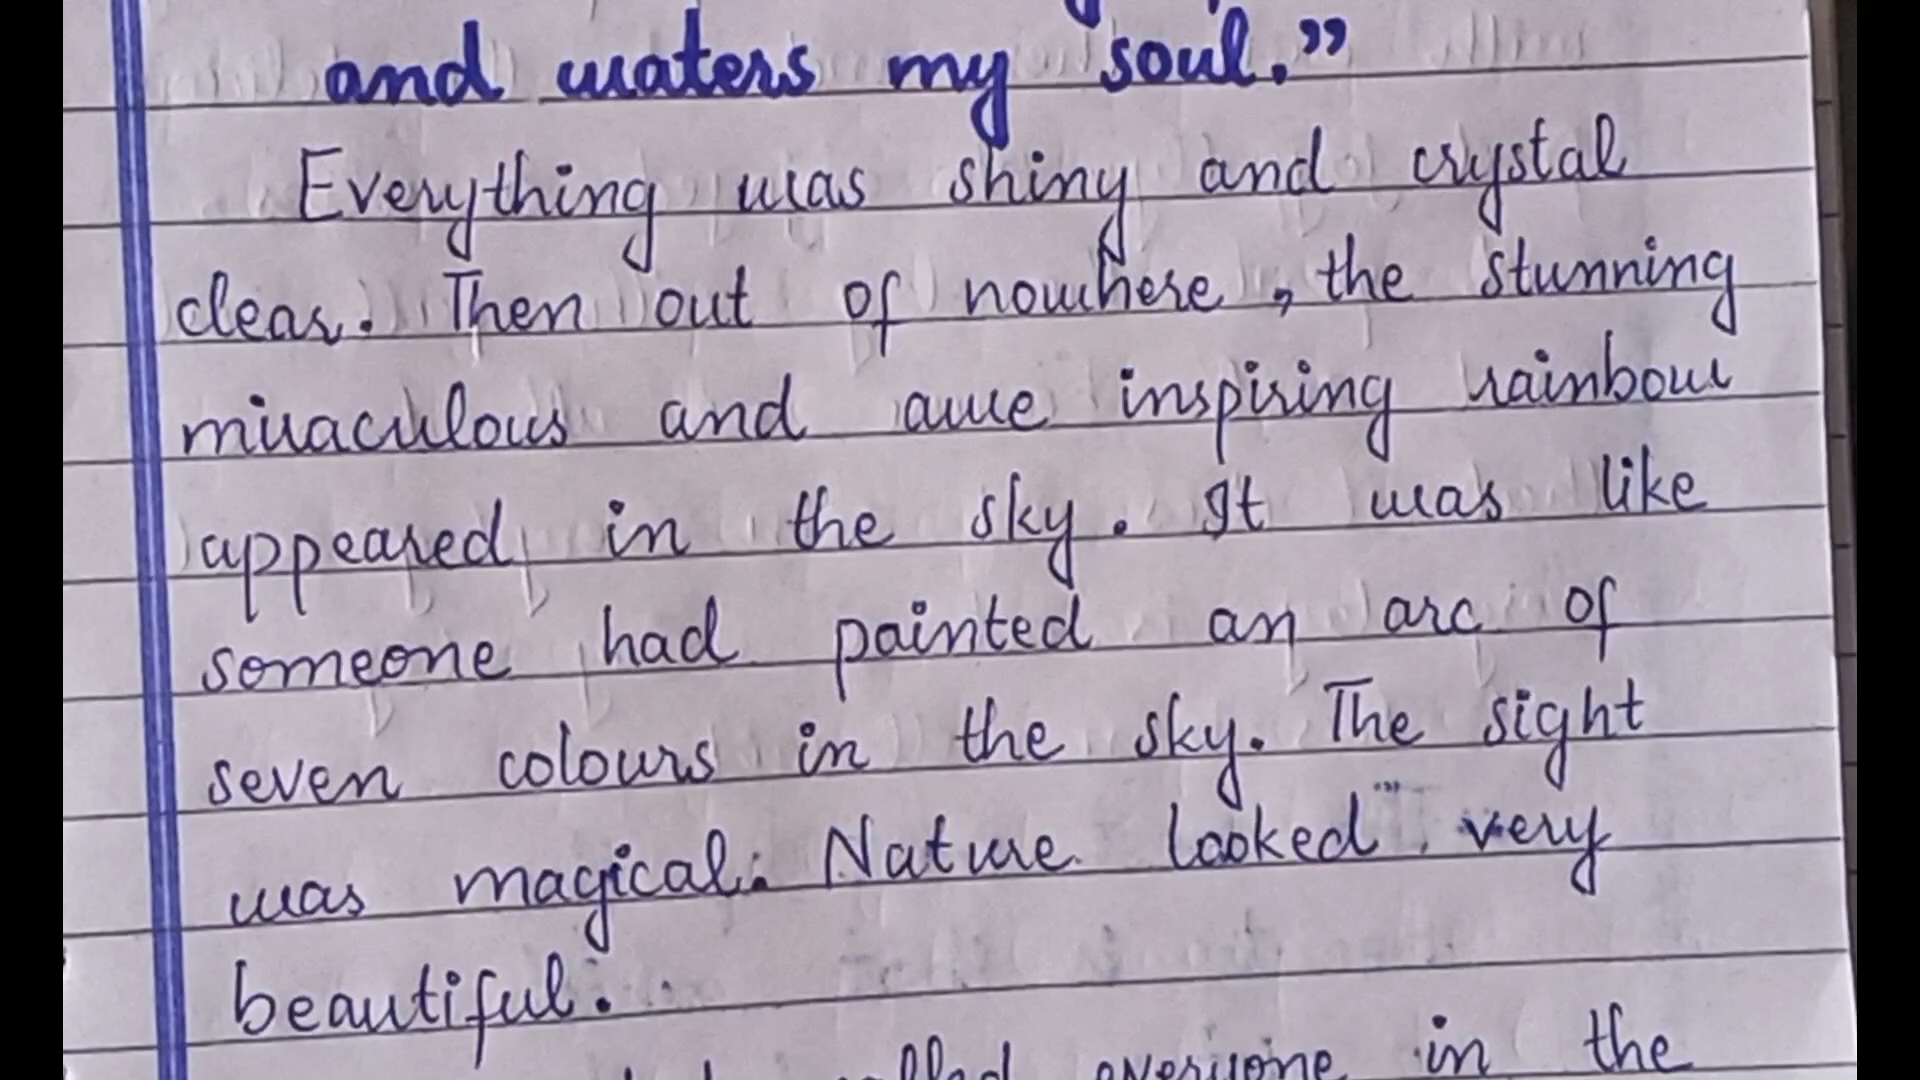 and waters my soul.”
Everything was shiny and crystal
clear. Then out of nowhere, the stunning
miraculous and awe inspiring rainbow
appeared in the sky. It was like
someone had painted an arc of
seven colours in the sky. The sight
was magical. Nature looked very
beautiful.
called everyone in the